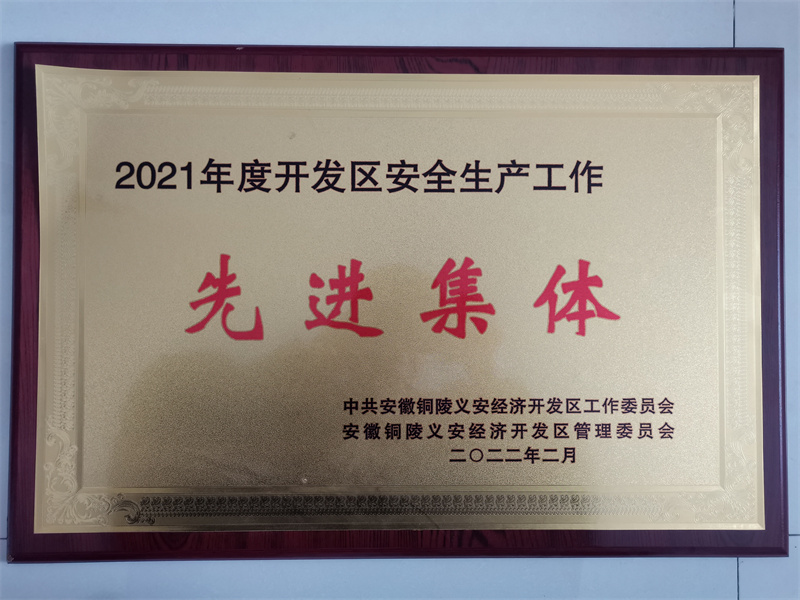 2021年度开发区安全生产工作
先进集体
中共安徽铜陵义安经济开发区工作委员会
安徽铜陵义安经济开发区管理委员会
二〇二二年二月